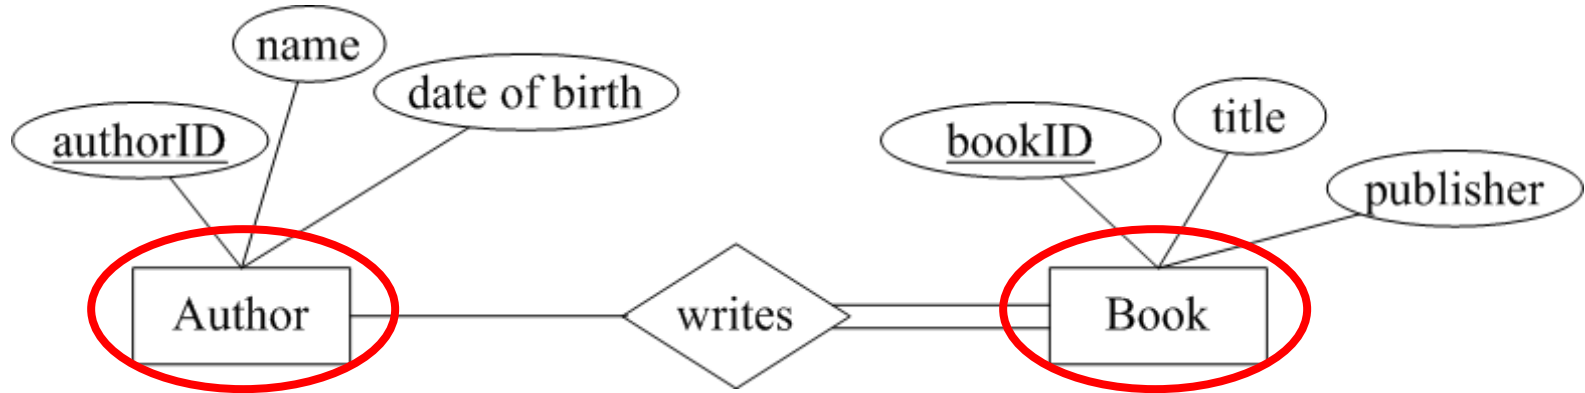 name
date of birth
authorID
title
bookID
publisher
Author
writes
Book